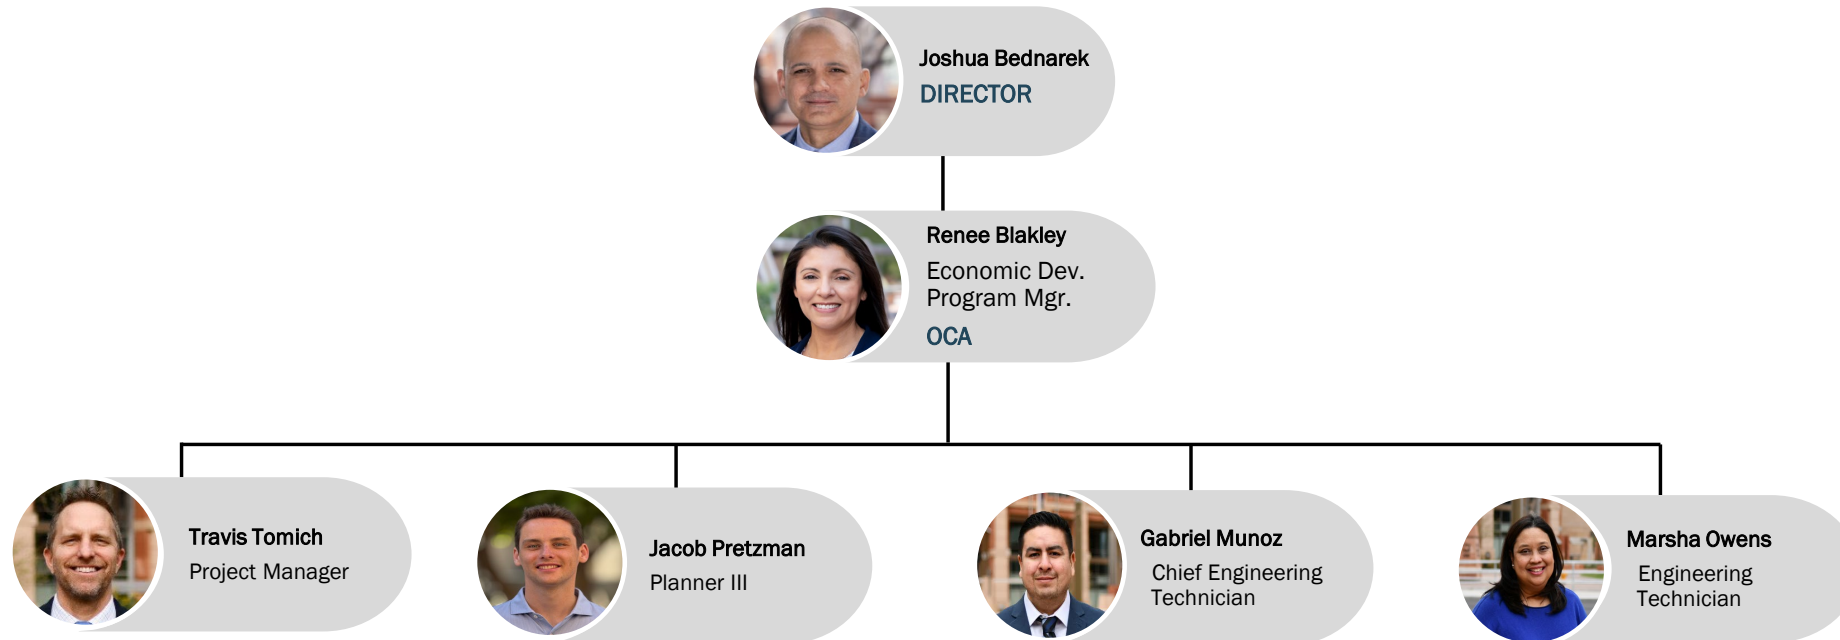 Joshua Bednarek
DIRECTOR
Renee Blakley
Economic Dev.
Program Mgr.
OCA
Travis Tomich
Project Manager
Jacob Pretzman
Planner III
Gabriel Munoz
Chief Engineering
Technician
Marsha Owens
Engineering
Technician